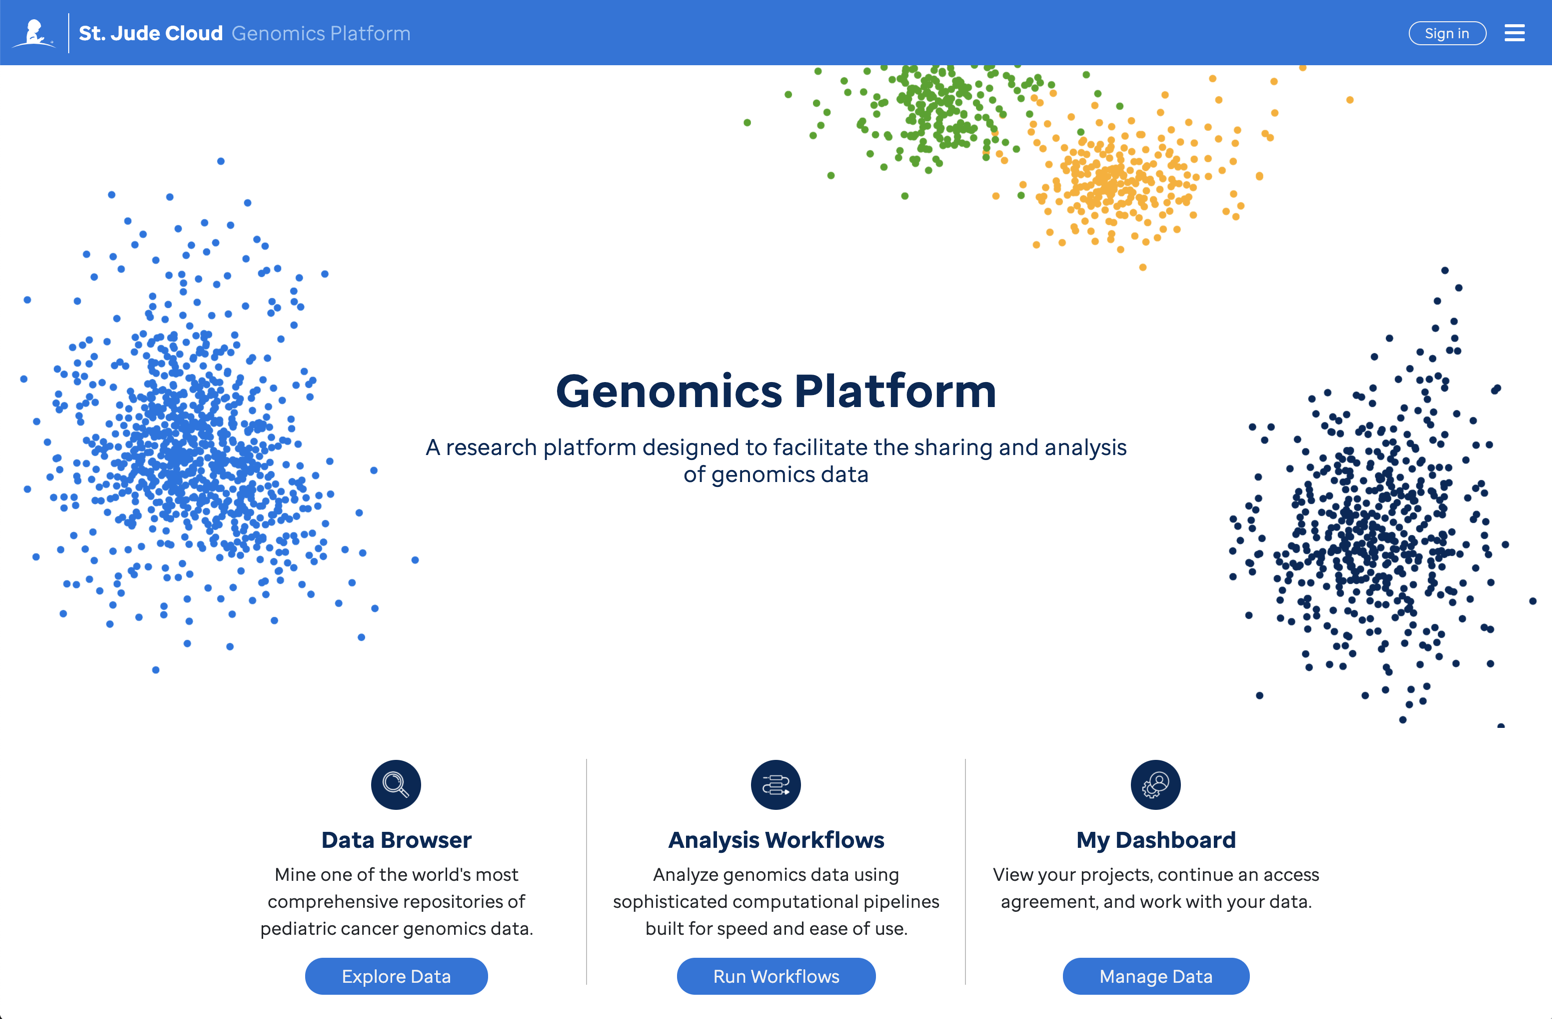 St. Jude Cloud Genomics Platform
Sign in
Genomics Platform
A research platform designed to facilitate the sharing and analysis
of genomics data
Data Browser
Mine one of the world's most
comprehensive repositories of
pediatric cancer genomics data.
Explore Data
Analysis Workflows
Analyze genomics data using
sophisticated computational pipelines
built for speed and ease of use.
Run Workflows
My Dashboard
View your projects, continue an access
agreement, and work with your data.
Manage Data